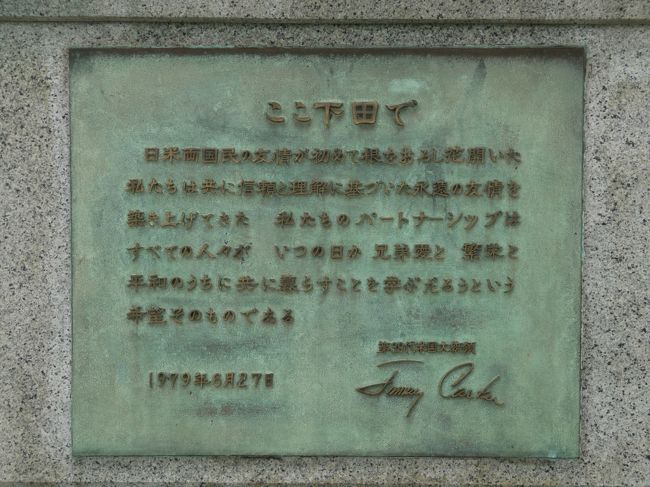 ここ下田で
日米両国民の友情が初めて根をおとし花開いた
私たちは共に信頼と理解に基づいた永遠の友情を
築き上げてきた 私たちのパートナーシップは
すべての人々が いつの日か 兄弟愛と 繁栄と
平和のうちに共に暮らすことを学ぶだろうという
希望そのものである
第39代米国大統領
1979年6月27日
Jimmy Carter